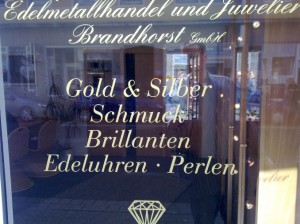 Edelmetallhandel und Juwelier
Brandhorst GmbH
Gold & Silber
Schmuck
Brillanten
Edeluhren · Perlen